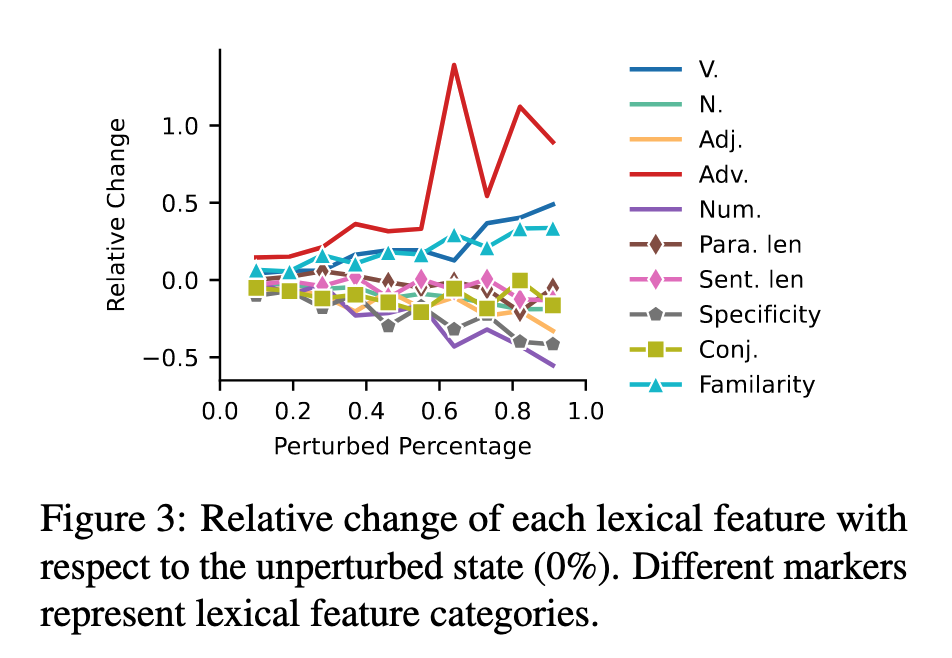 1.0
0.5
0.0
−0.5
Relative Change
0.0 0.2 0.4 0.6 0.8 1.0
Perturbed Percentage
V.
N.
Adj.
Adv.
Num.
Para. len
Sent. len
Specificity
Conj.
Familarity
Figure 3: Relative change of each lexical feature with
respect to the unperturbed state (0%). Different markers
represent lexical feature categories.